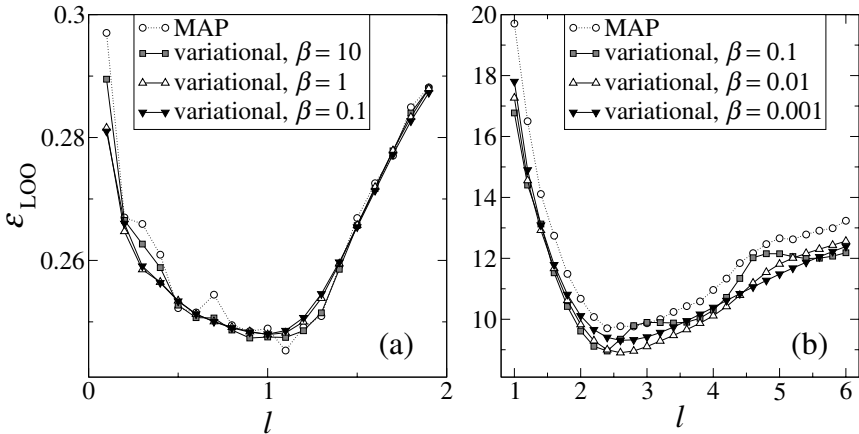 0.3
0.28
0.26
ε_LOO
MAP
variational, β = 10
variational, β = 1
variational, β = 0.1
(a)
0
1
2
l
20
18
16
14
12
10
MAP
variational, β = 0.1
variational, β = 0.01
variational, β = 0.001
(b)
1
2
3
4
5
6
l